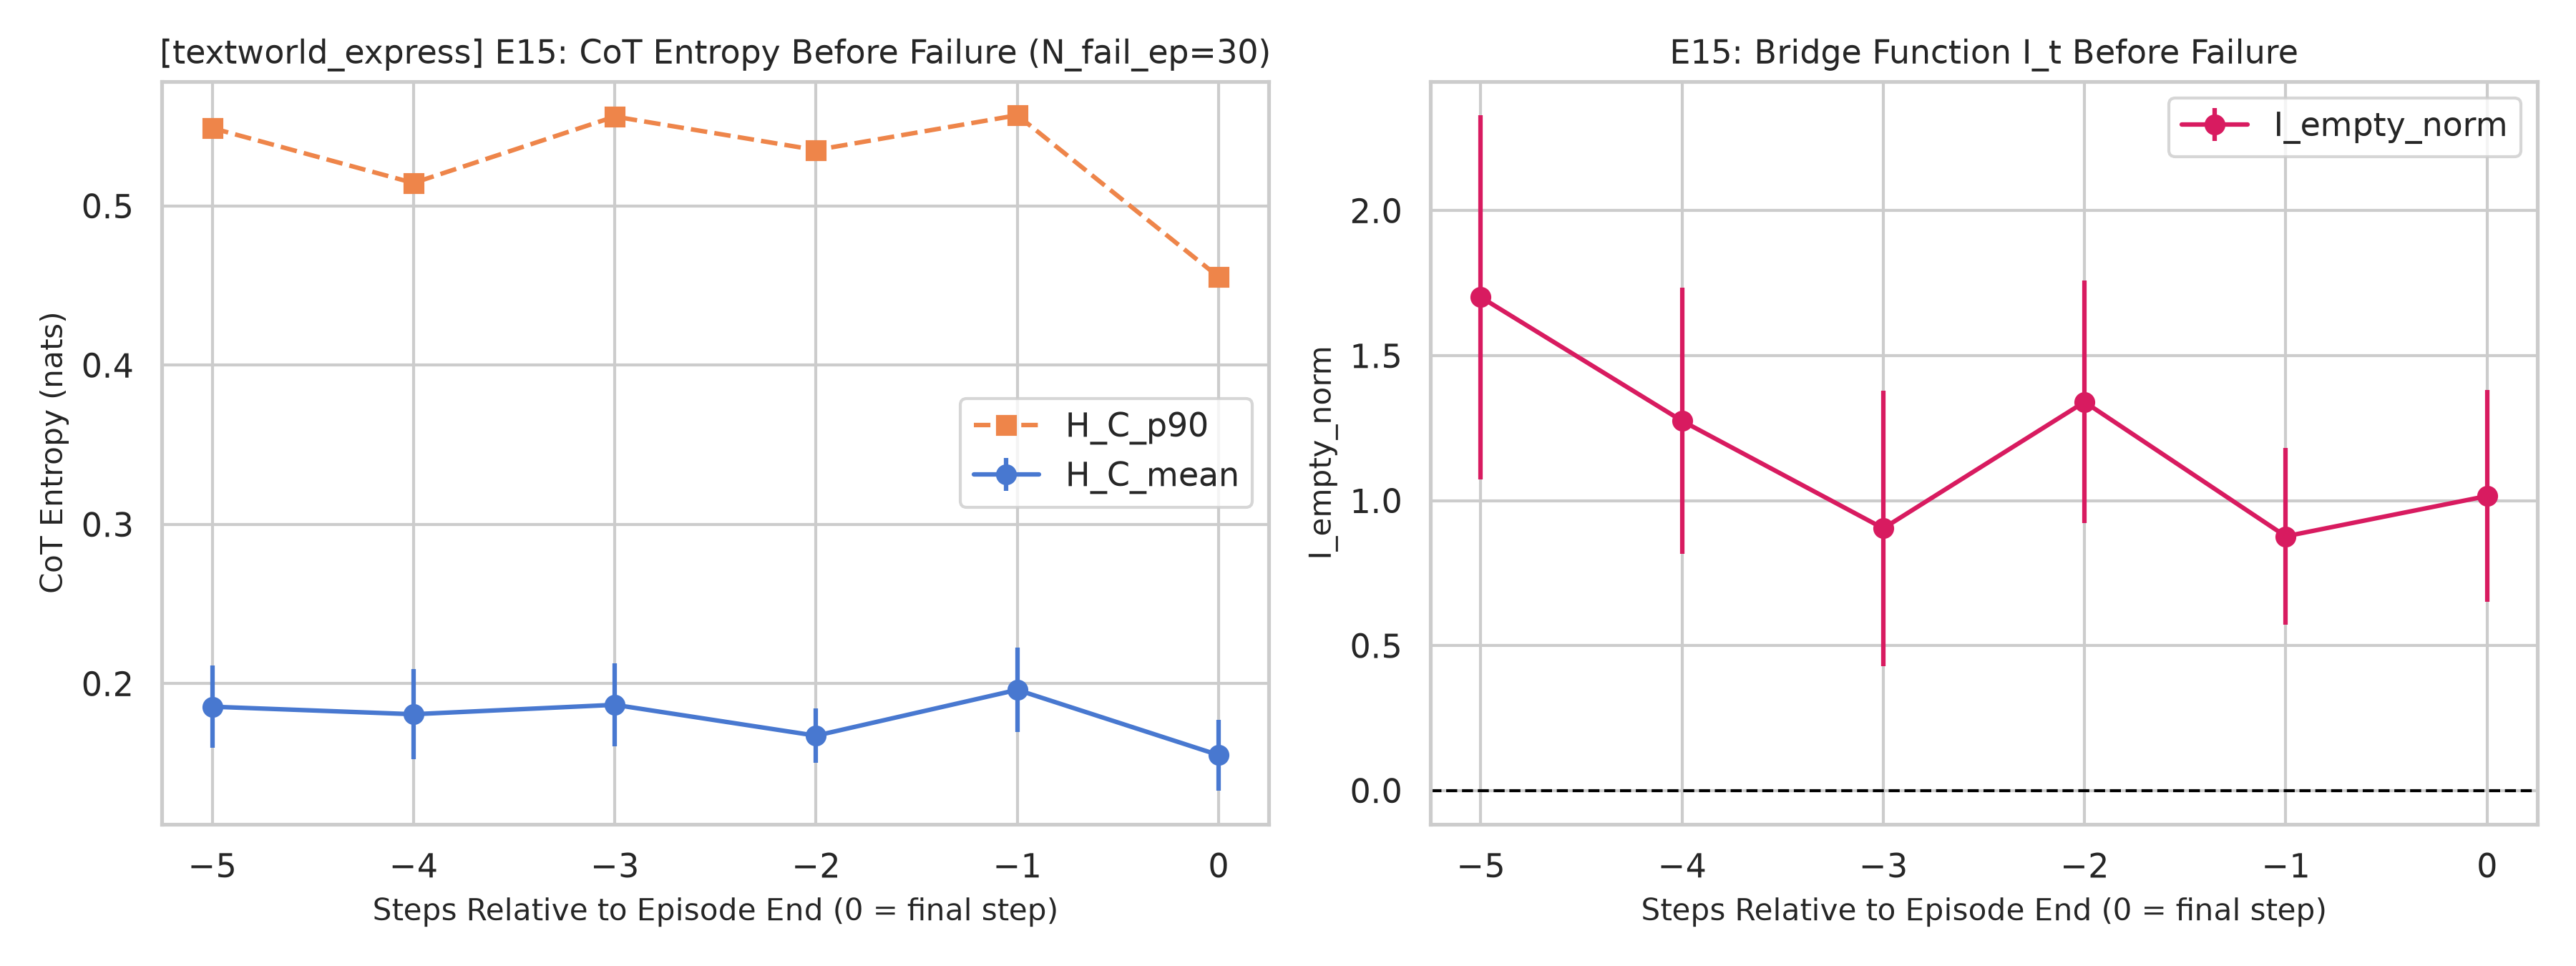 [textworld_express] E15: CoT Entropy Before Failure (N_fail_ep=30)
CoT Entropy (nats)
0.5
0.4
0.3
0.2
H_C_p90
H_C_mean
−5 −4 −3 −2 −1 0
Steps Relative to Episode End (0 = final step)
E15: Bridge Function I_t Before Failure
I_empty_norm
2.0
1.5
1.0
0.5
0.0
I_empty_norm
−5 −4 −3 −2 −1 0
Steps Relative to Episode End (0 = final step)